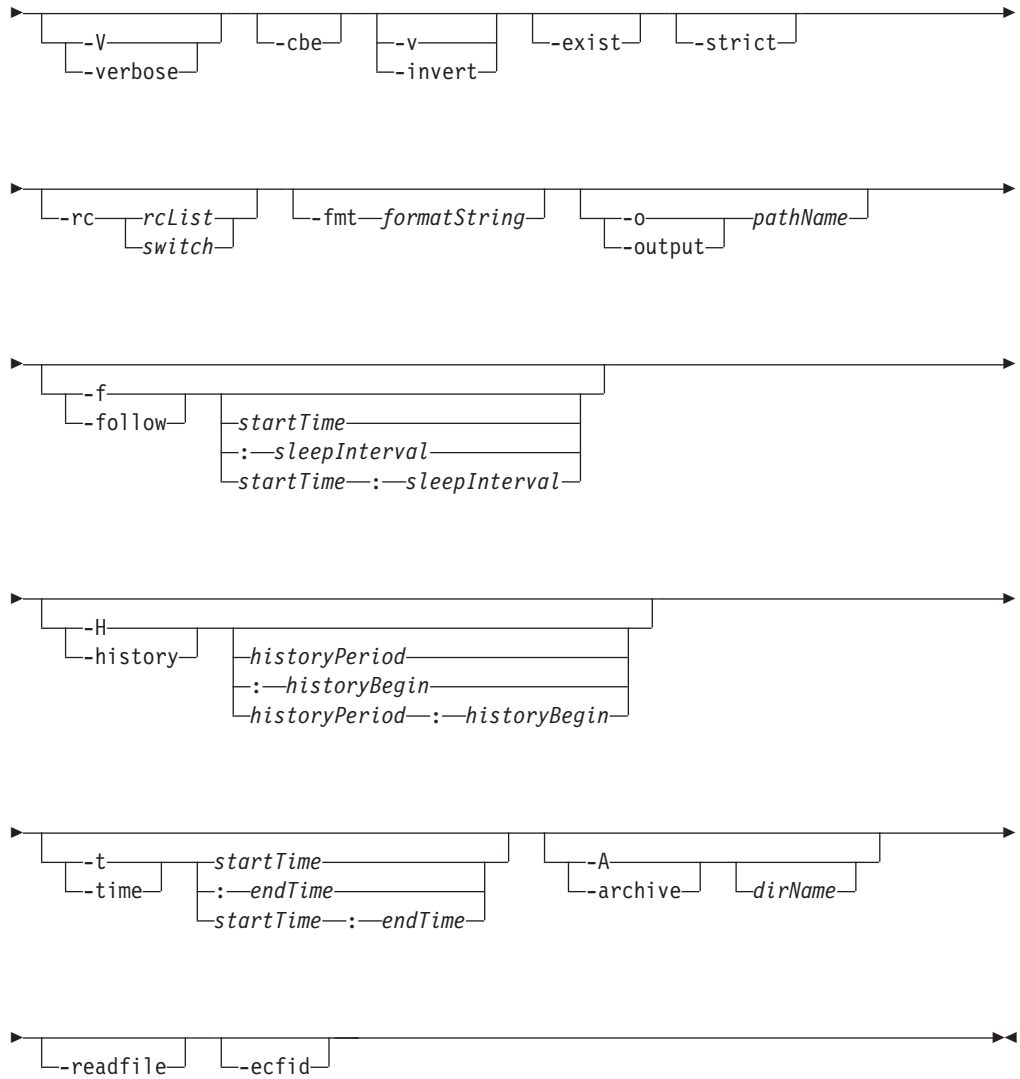 -V -cbe -v -exist -strict
-verbose -invert
-rc rcList -fmt formatString -o pathName
switch -output
-f
-follow startTime
: sleepInterval
startTime : sleepInterval
-H
-history historyPeriod
: historyBegin
historyPeriod : historyBegin
-t startTime -A
-time : endTime -archive dirName
startTime : endTime
-readfile -ecfid